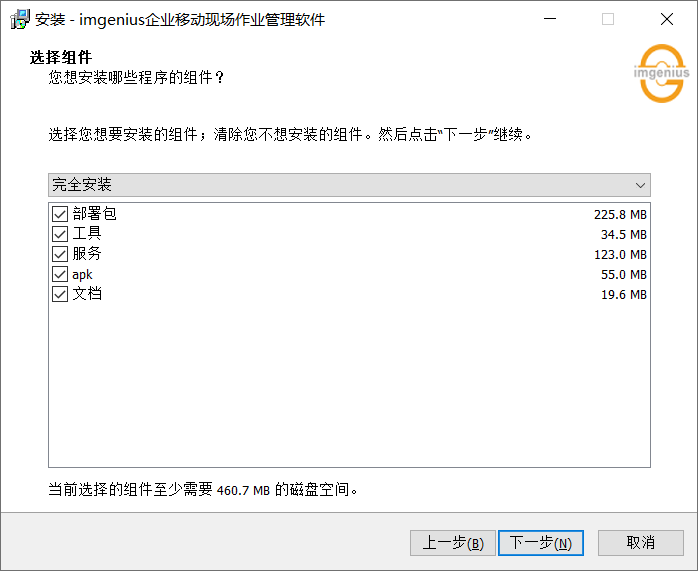 安装 - imgenius企业移动现场作业管理软件
选择组件
您想安装哪些程序的组件？
imgenius
选择您想要安装的组件；清除您不想安装的组件。然后点击“下一步”继续。
完全安装
部署包 225.8 MB
工具 34.5 MB
服务 123.0 MB
apk 55.0 MB
文档 19.6 MB
当前选择的组件至少需要 460.7 MB 的磁盘空间。
上一步(B) 下一步(N) 取消